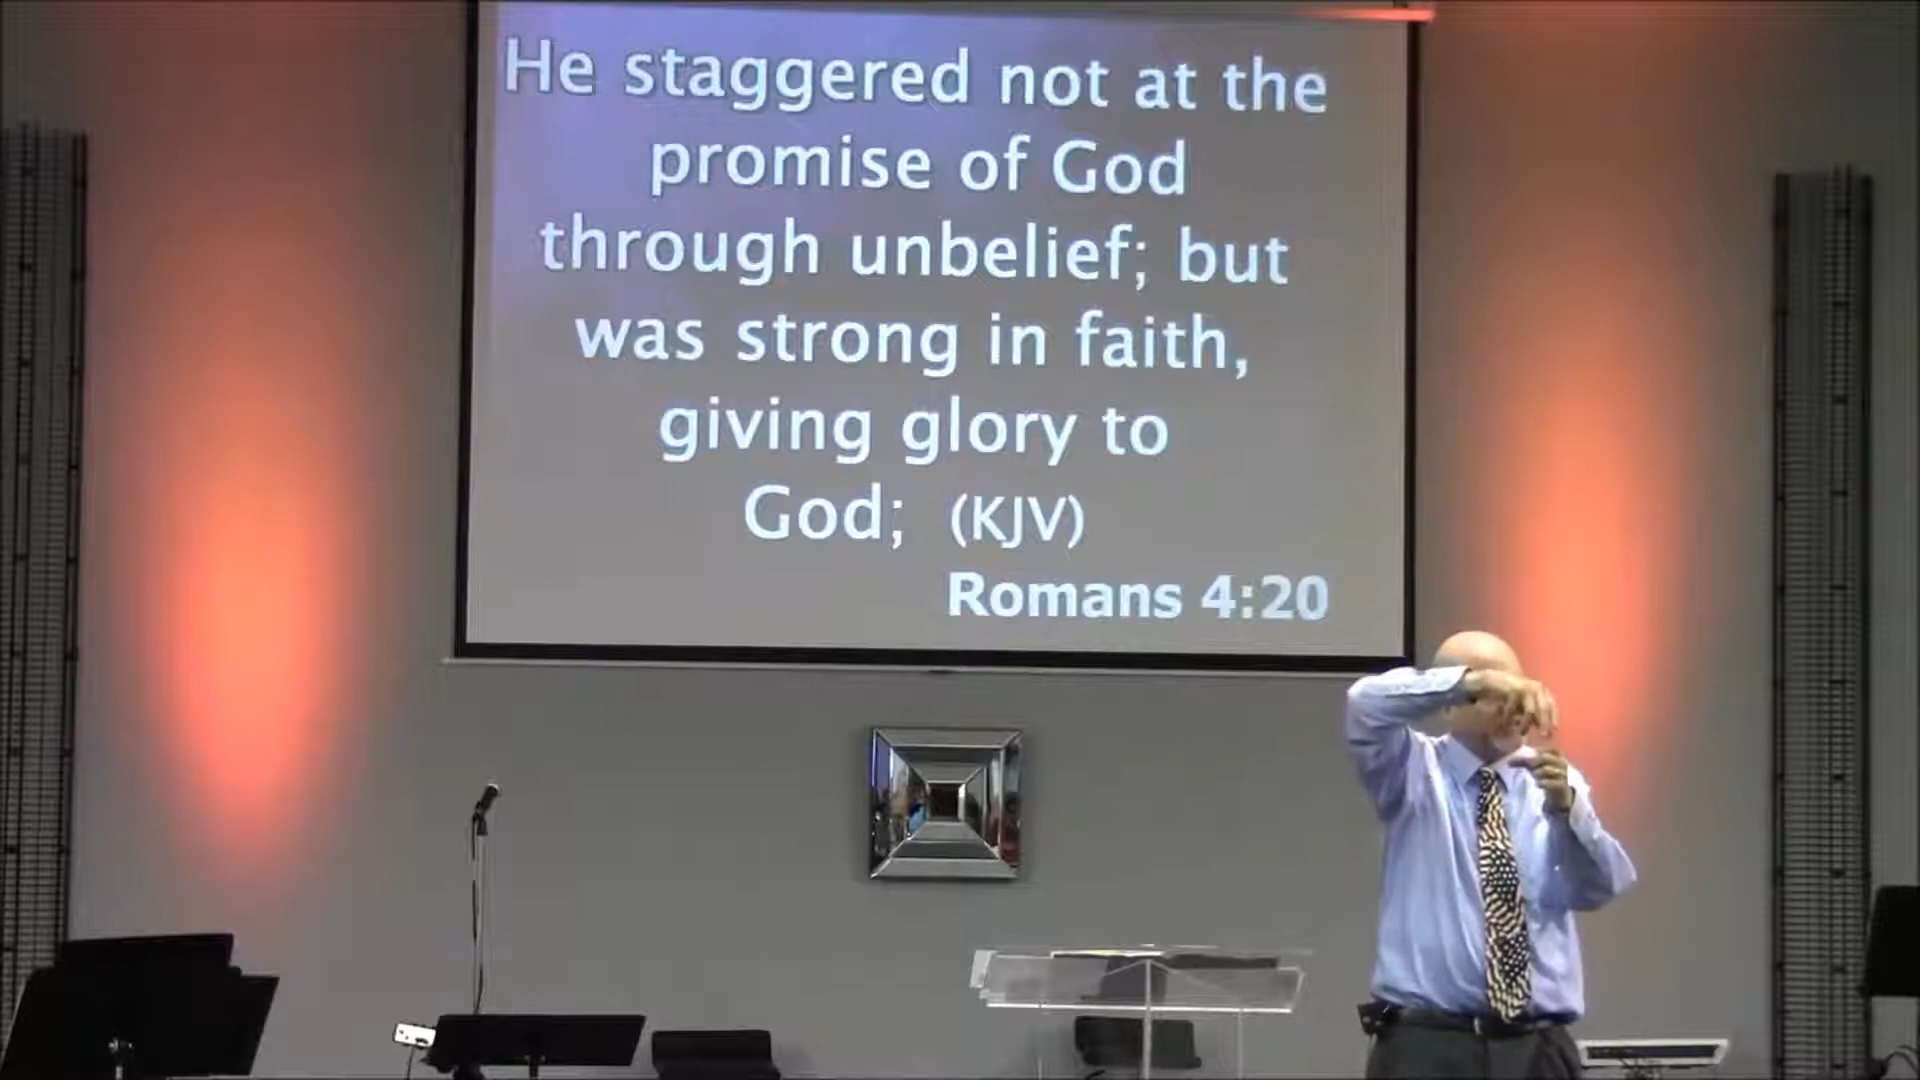 He staggered not at the
promise of God
through unbelief; but
was strong in faith,
giving glory to
God; (KJV)
Romans 4:20